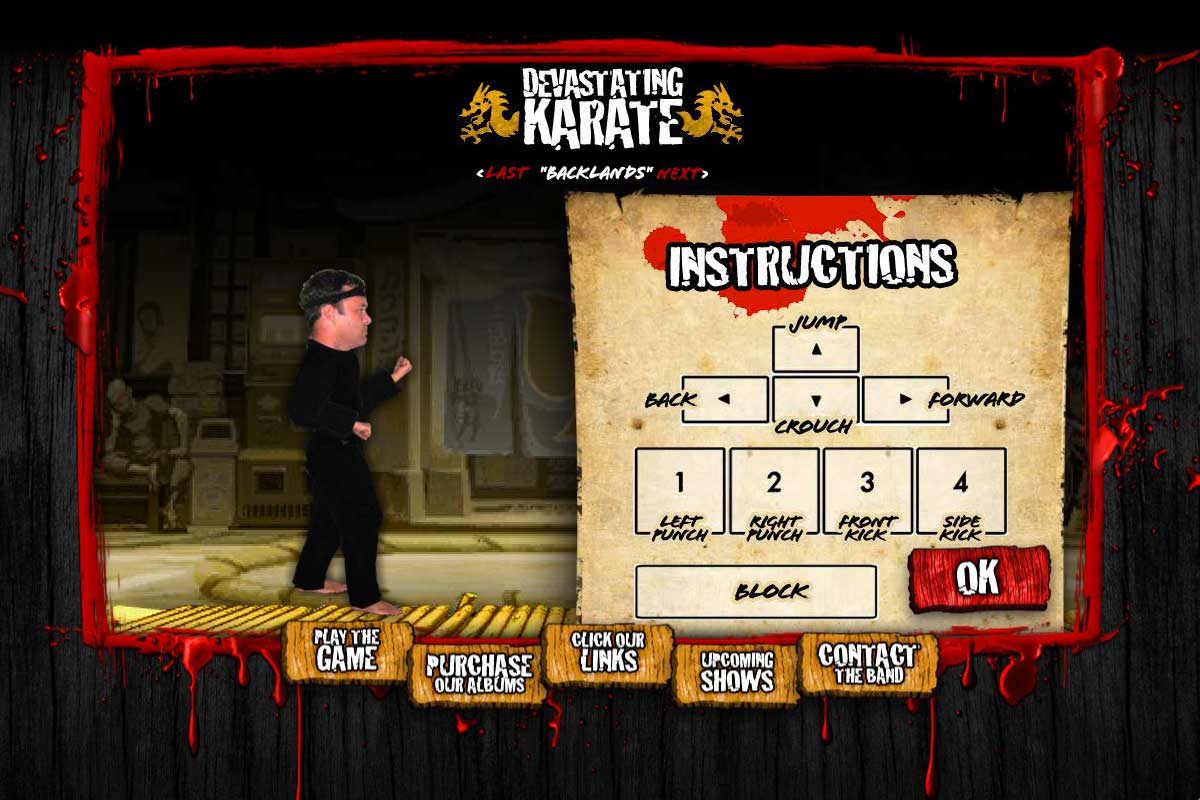 DEVASTATING
KARATE
<LAST "BACKLANDS" NEXT>
INSTRUCTIONS
JUMP
▲
BACK ◄ ▼ ► FORWARD
CROUCH
1 2 3 4
LEFT PUNCH
RIGHT PUNCH
FRONT KICK
SIDE KICK
BLOCK
OK
PLAY THE
GAME
PURCHASE
OUR ALBUMS
CLICK OUR
LINKS
UPCOMING
SHOWS
CONTACT
THE BAND